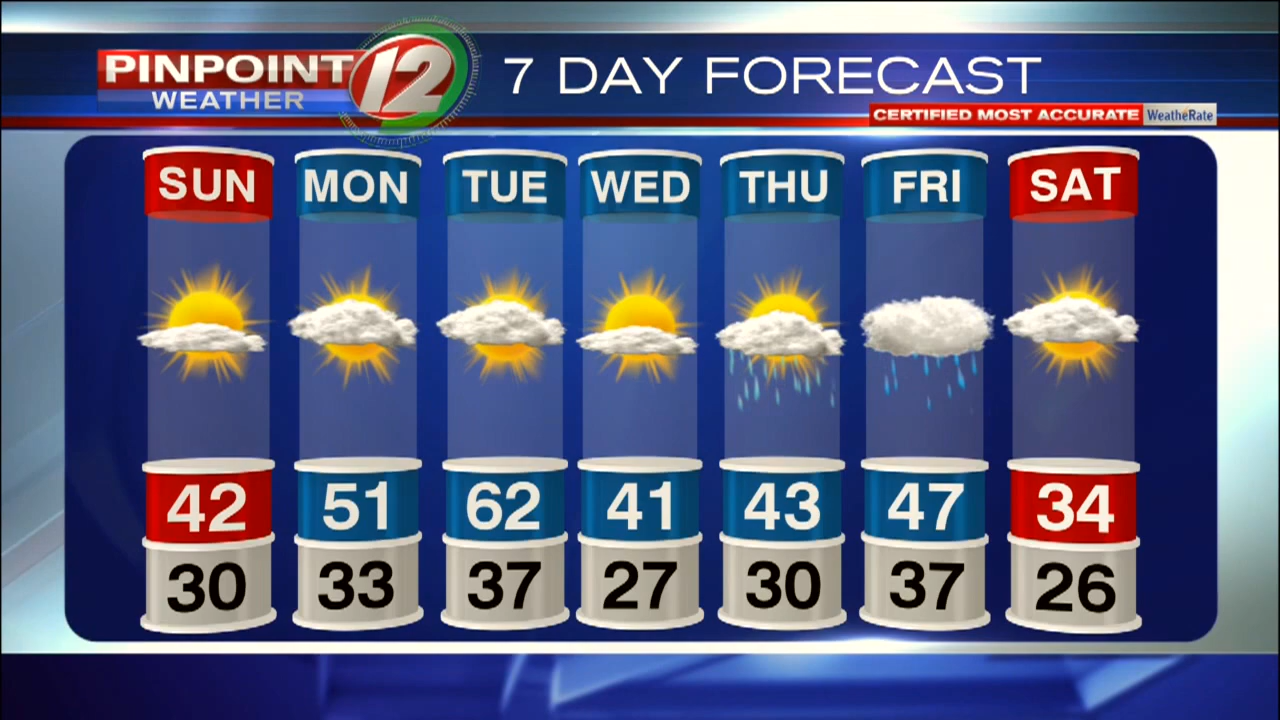 PINPOINT 12
WEATHER
7 DAY FORECAST
CERTIFIED MOST ACCURATE WeatheRate
SUN MON TUE WED THU FRI SAT
42 51 62 41 43 47 34
30 33 37 27 30 37 26